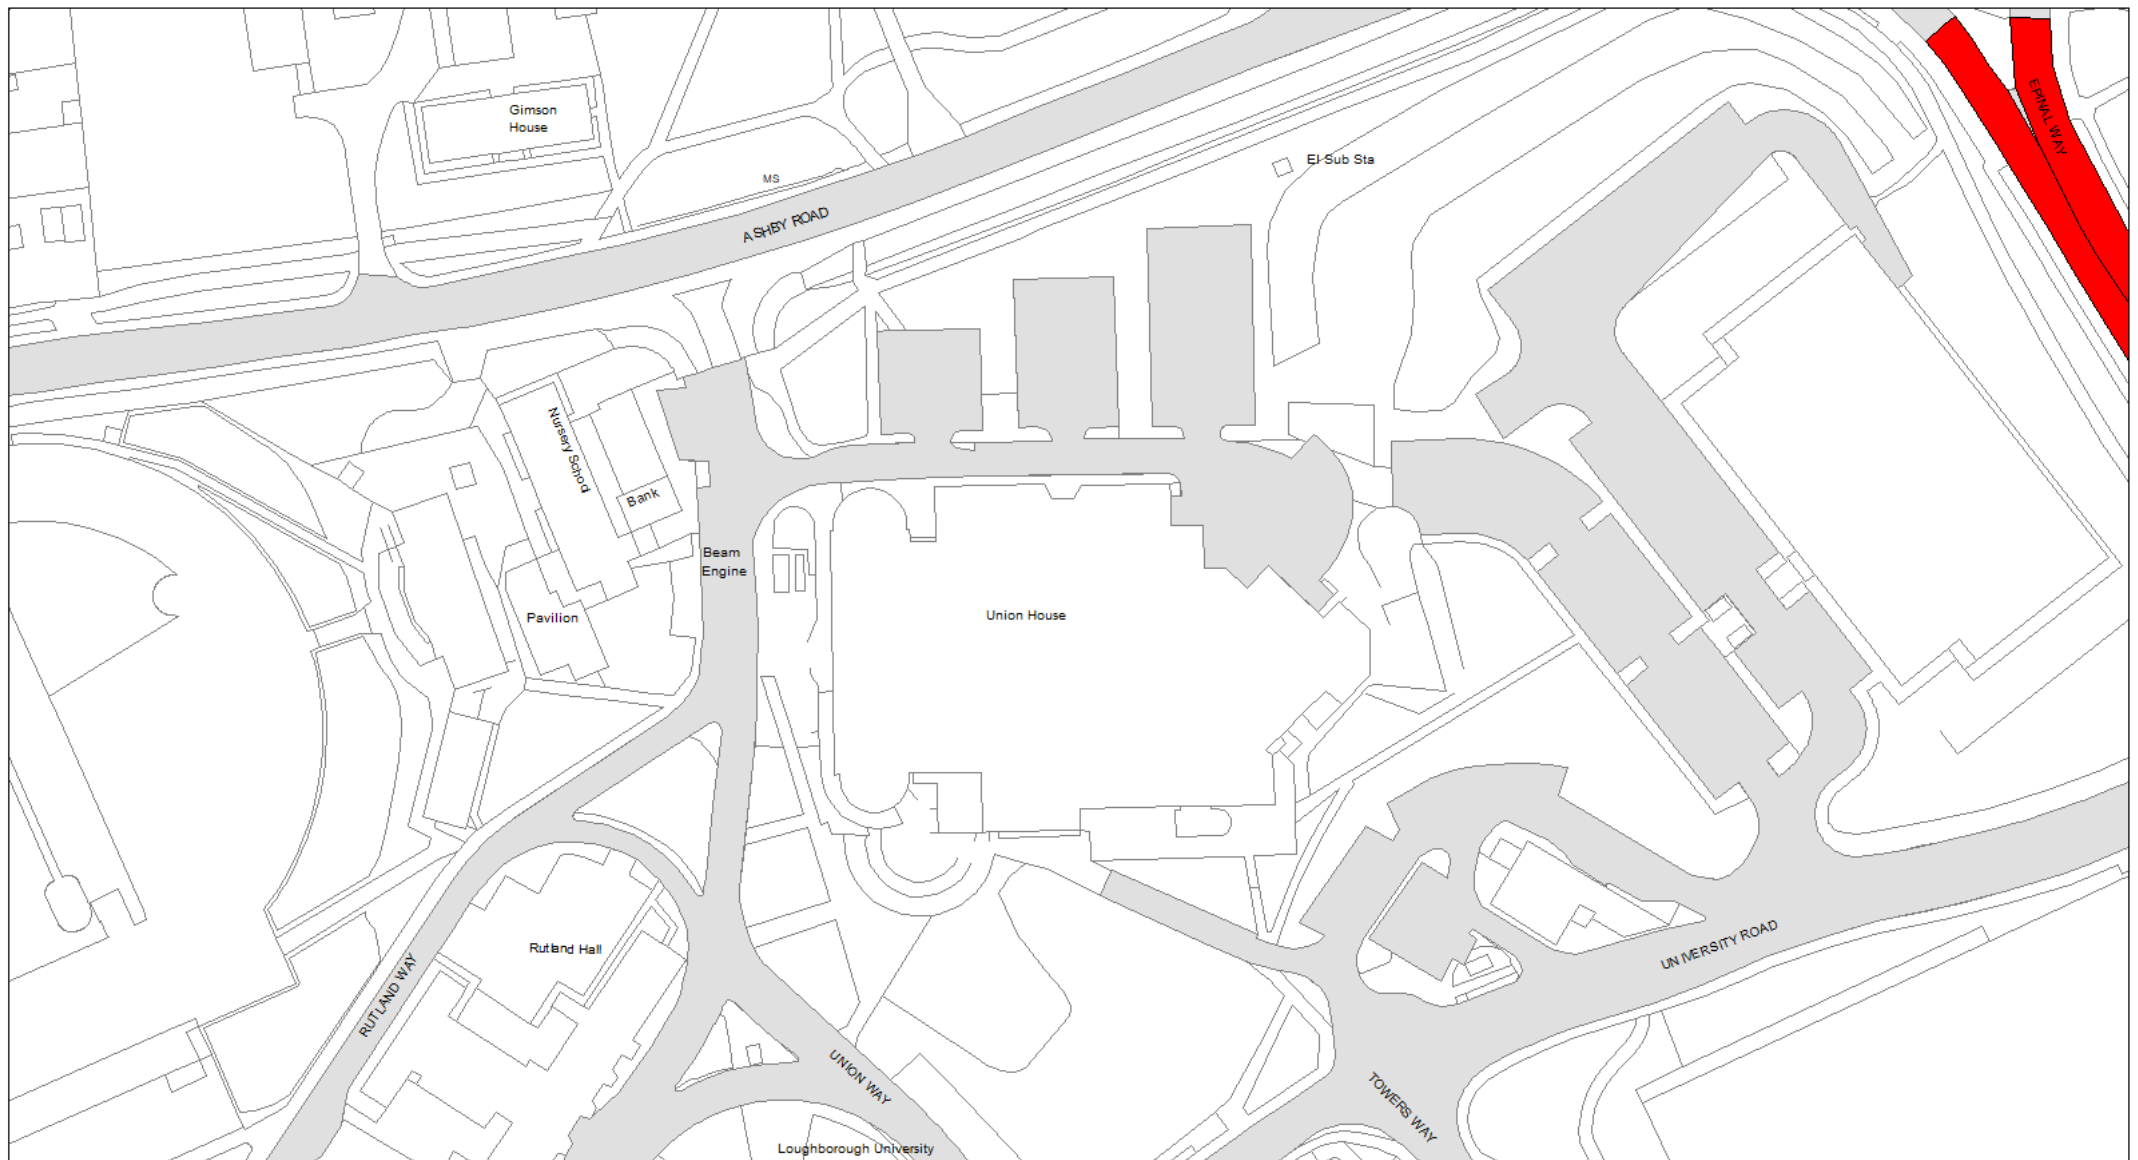 Gimson
House
EPINAL WAY
El Sub Sta
MS
ASHBY ROAD
Nursery School
Bank
Beam
Engine
Pavilion
Union House
Rutland Hall
RUTLAND WAY
UNIVERSITY ROAD
UNION WAY
TOWERS WAY
Loughborough University